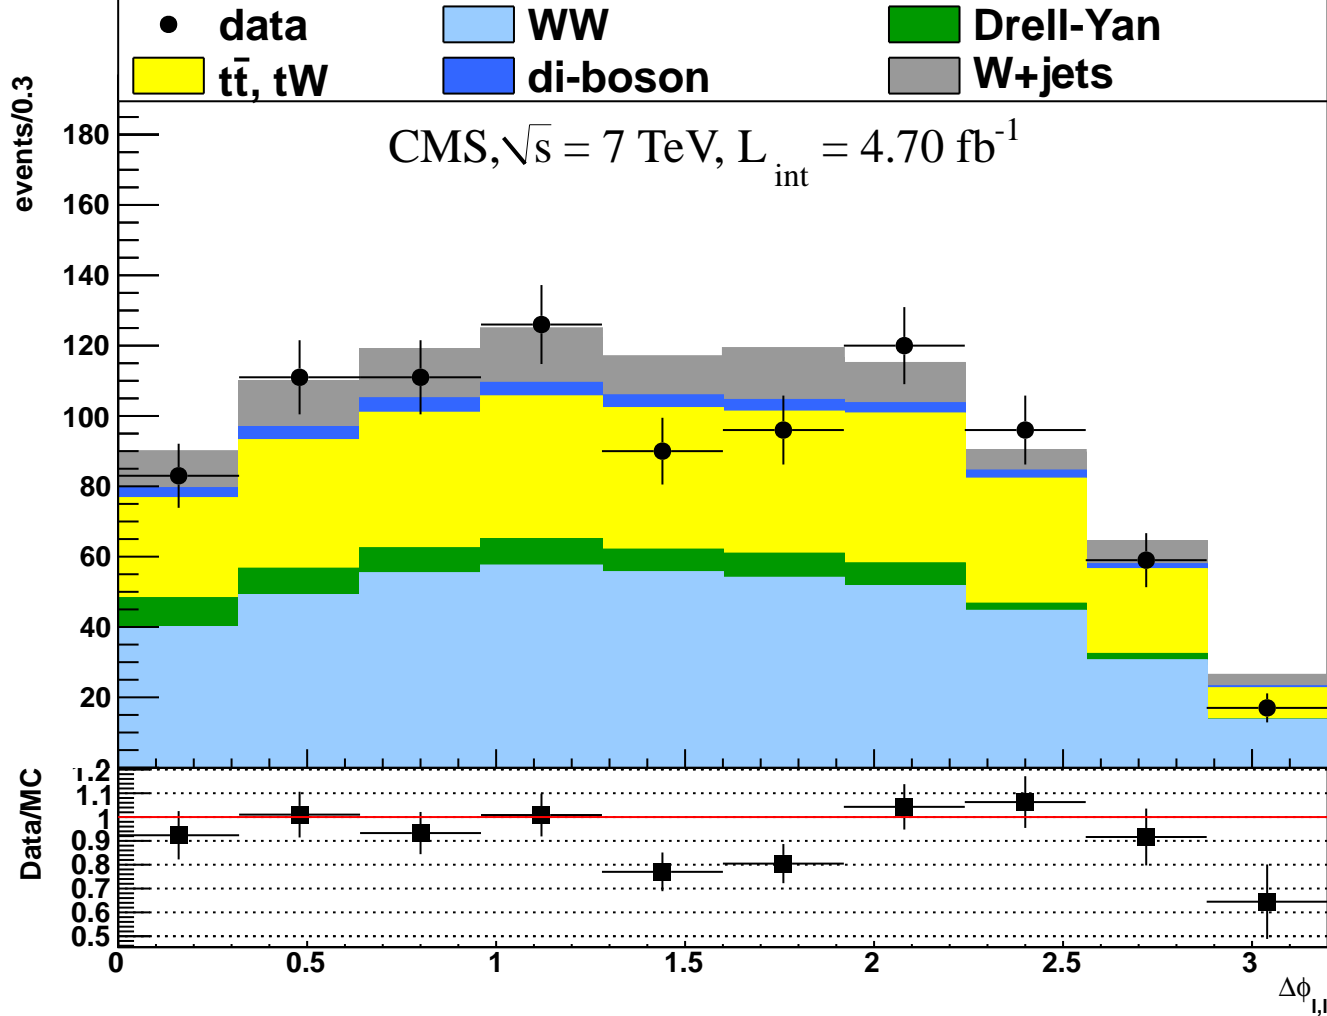 data
WW
Drell-Yan
tt̄, tW
di-boson
W+jets
events/0.3
CMS, √s = 7 TeV, L_int = 4.70 fb^-1
180
160
140
120
100
80
60
40
20
Data/MC
1.2
1.1
1
0.9
0.8
0.7
0.6
0.5
0 0.5 1 1.5 2 2.5 3
Δϕ_l,l